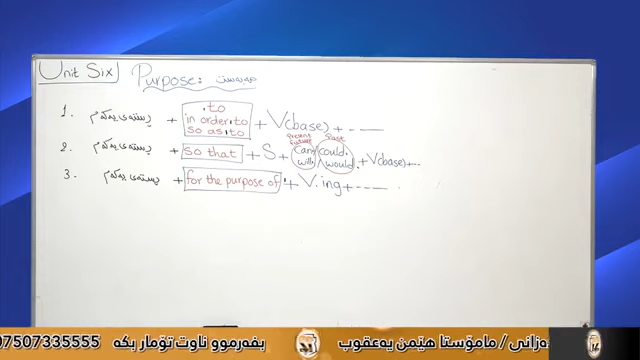 Unit Six Purpose: مەبەست
1. ڕستەی یەکەم + to
in order to
so as to + V(base) + -----
2. ڕستەی یەکەم + so that + S + present future can / will past could. / would. + V(base) + ...
3. ڕستەی یەکەم + for the purpose of + V.ing + -----
07507335555 بفەرموو ناوت تۆمار بکە ەزانی / مامۆستا هێمن یەعقوب